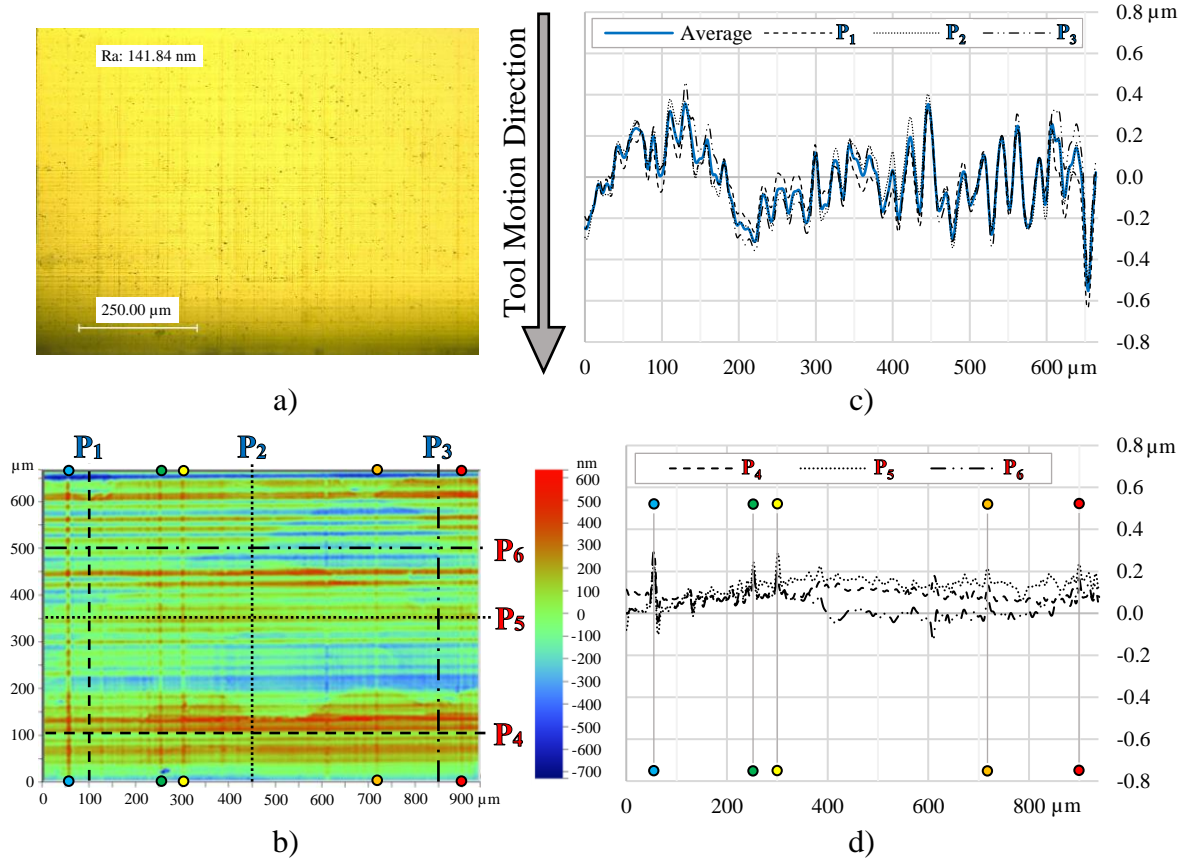 Ra: 141.84 nm
250.00 µm
a)
Tool Motion Direction
0.8 µm
Average P1 P2 P3
0.6
0.4
0.2
0.0
-0.2
-0.4
-0.6
-0.8
0 100 200 300 400 500 600 µm
c)
P1 P2 P3
µm
600
500
400
300
200
100
0
0 100 200 300 400 500 600 700 800 900 µm
P6
P5
P4
nm
600
500
400
300
200
100
0
-100
-200
-300
-400
-500
-600
-700
b)
0.8 µm
P4 P5 P6
0.6
0.4
0.2
0.0
-0.2
-0.4
-0.6
-0.8
0 200 400 600 800 µm
d)